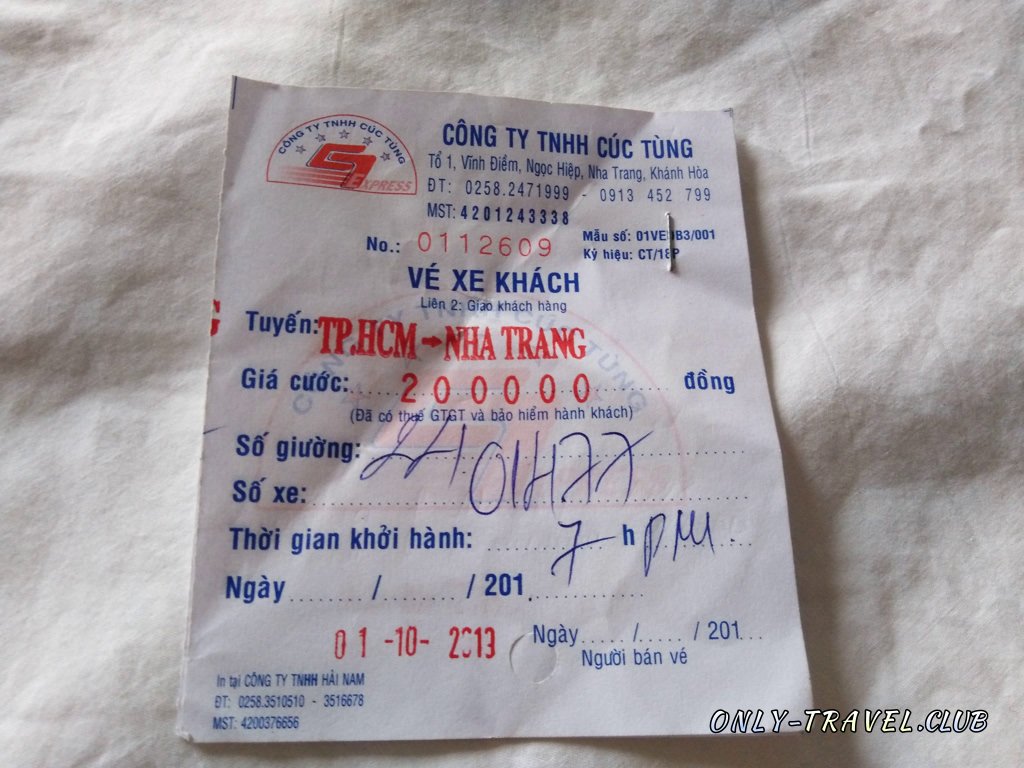 CÔNG TY TNHH CÚC TÙNG
EXPRESS
CÔNG TY TNHH CÚC TÙNG
Tổ 1, Vĩnh Điềm, Ngọc Hiệp, Nha Trang, Khánh Hòa
ĐT: 0258.2471999 - 0913 452 799
MST: 4201243338
No.: 0112609
Mẫu số: 01VEDB3/001
Ký hiệu: CT/18P
VÉ XE KHÁCH
Liên 2: Giao khách hàng
Tuyến: TP.HCM → NHA TRANG
Giá cước: 200000 đồng
(Đã có thuế GTGT và bảo hiểm hành khách)
Số giường:
Số xe:
Thời gian khởi hành: 7 h PM.
Ngày ........ / ........ / 201
01 -10- 2019
Ngày ..... /..... / 201...
Người bán vé
In tại CÔNG TY TNHH HẢI NAM
ĐT: 0258.3510510 - 3516678
MST: 4200376656
ONLY-TRAVEL.CLUB